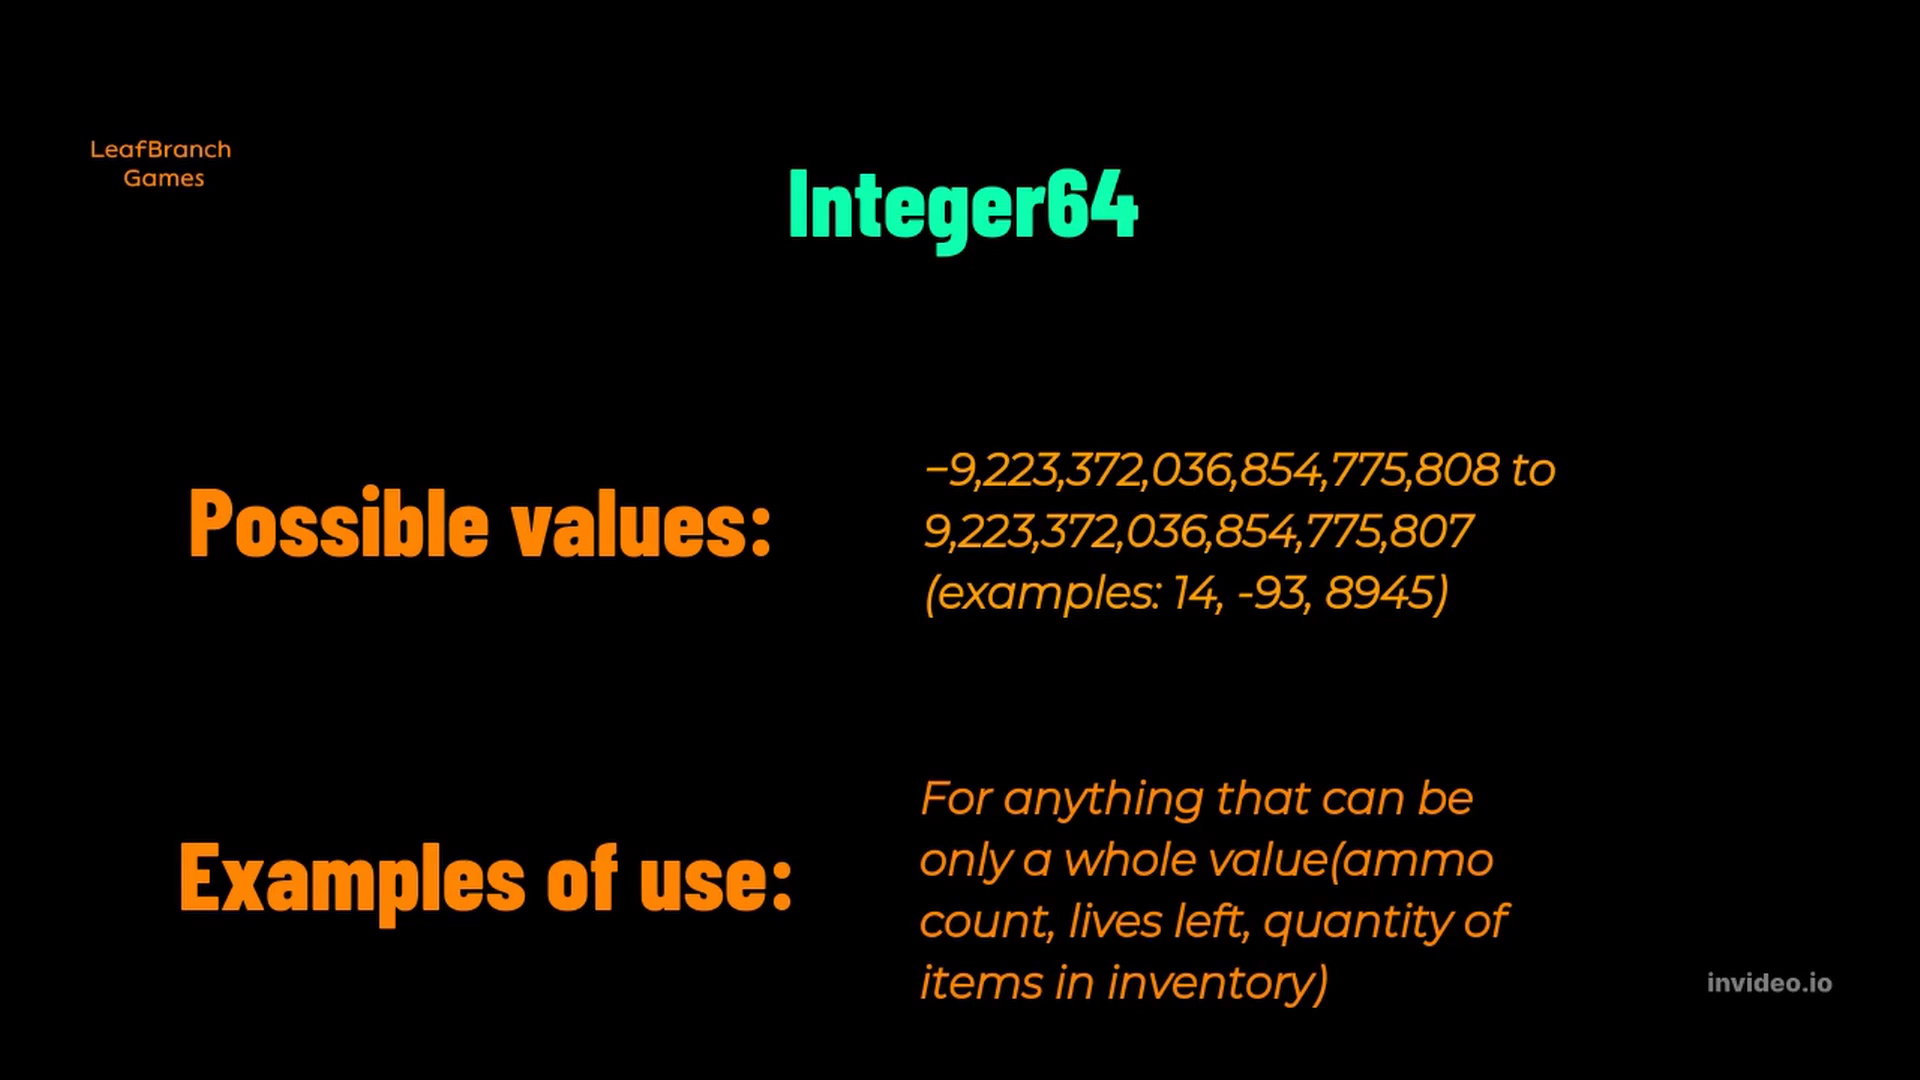 LeafBranch
Games
Integer64
Possible values:
−9,223,372,036,854,775,808 to
9,223,372,036,854,775,807
(examples: 14, -93, 8945)
Examples of use:
For anything that can be
only a whole value(ammo
count, lives left, quantity of
items in inventory)
invideo.io